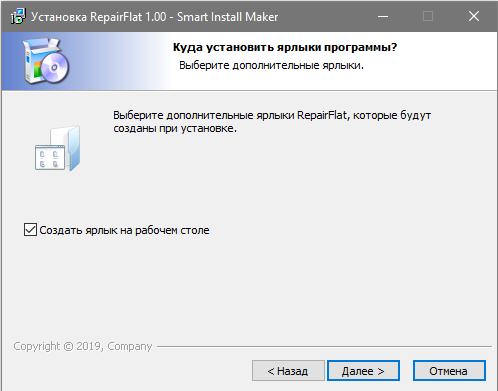 Установка RepairFlat 1.00 - Smart Install Maker
Куда установить ярлыки программы?
Выберите дополнительные ярлыки.
Выберите дополнительные ярлыки RepairFlat, которые будут
созданы при установке.
Создать ярлык на рабочем столе
Copyright © 2019, Company
< Назад
Далее >
Отмена